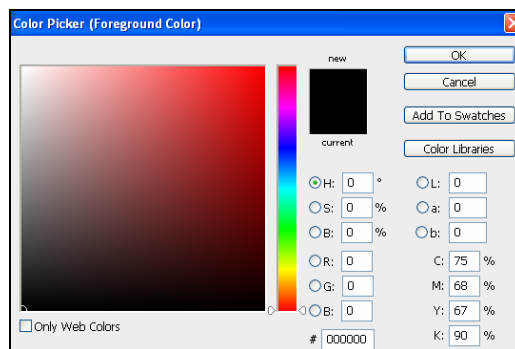 Color Picker (Foreground Color)
new
current
OK
Cancel
Add To Swatches
Color Libraries
H: 0 °
S: 0 %
B: 0 %
R: 0
G: 0
B: 0
# 000000
L: 0
a: 0
b: 0
C: 75 %
M: 68 %
Y: 67 %
K: 90 %
Only Web Colors